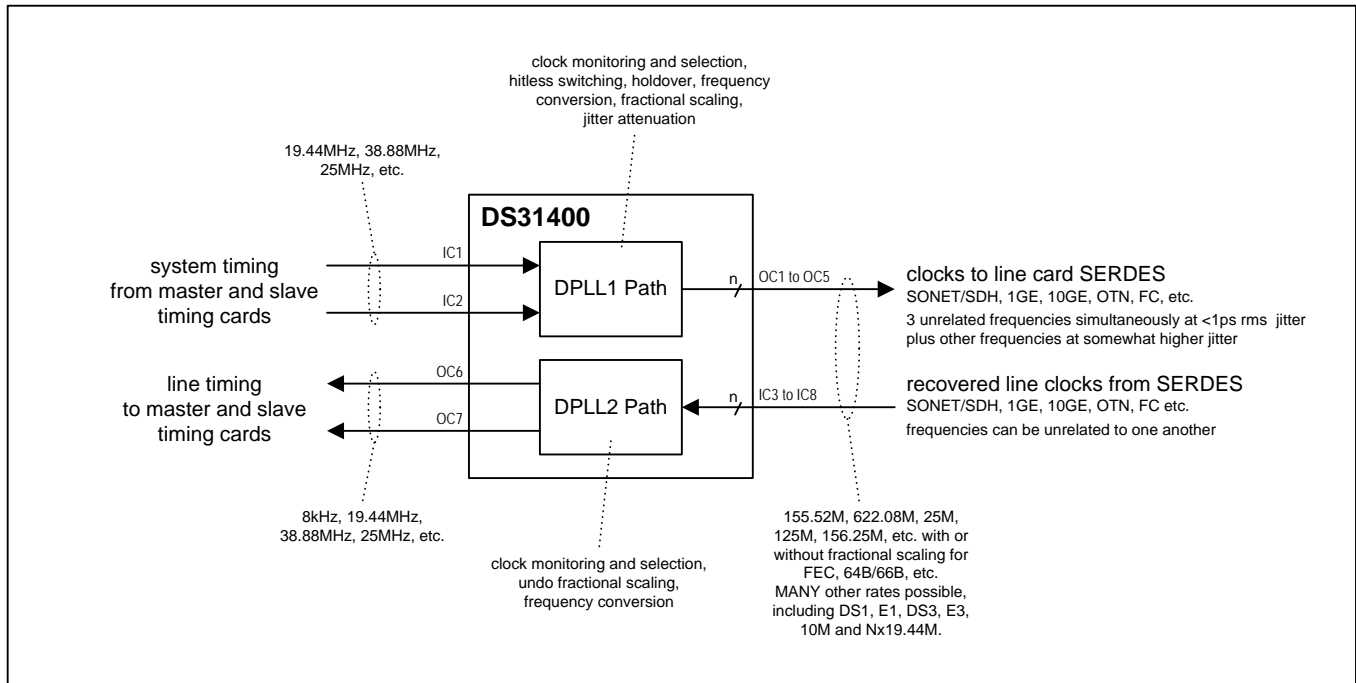 clock monitoring and selection,
hitless switching, holdover, frequency
conversion, fractional scaling,
jitter attenuation
19.44MHz, 38.88MHz,
25MHz, etc.
DS31400
system timing
from master and slave
timing cards
IC1
IC2
DPLL1 Path
n
OC1 to OC5
clocks to line card SERDES
SONET/SDH, 1GE, 10GE, OTN, FC, etc.
3 unrelated frequencies simultaneously at <1ps rms jitter
plus other frequencies at somewhat higher jitter
line timing
to master and slave
timing cards
OC6
OC7
DPLL2 Path
n
IC3 to IC8
recovered line clocks from SERDES
SONET/SDH, 1GE, 10GE, OTN, FC etc.
frequencies can be unrelated to one another
8kHz, 19.44MHz,
38.88MHz, 25MHz, etc.
clock monitoring and selection,
undo fractional scaling,
frequency conversion
155.52M, 622.08M, 25M,
125M, 156.25M, etc. with or
without fractional scaling for
FEC, 64B/66B, etc.
MANY other rates possible,
including DS1, E1, DS3, E3,
10M and Nx19.44M.